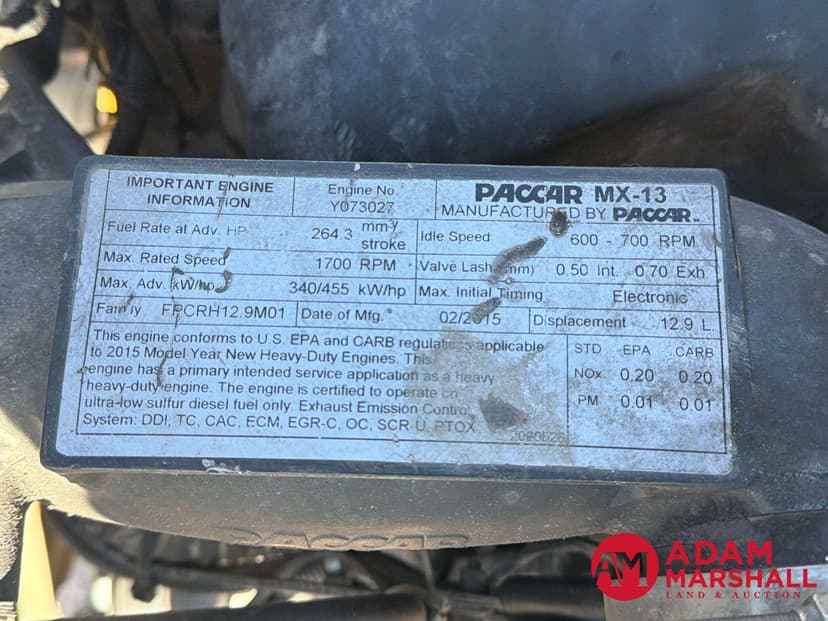 IMPORTANT ENGINE INFORMATION
Engine No.
Y073027
PACCAR MX-13
MANUFACTURED BY PACCAR
Fuel Rate at Adv. HP 264.3 mm³/stroke
Idle Speed 600 - 700 RPM
Max. Rated Speed 1700 RPM
Valve Lash (mm) 0.50 Int. 0.70 Exh
Max. Adv. kW/hp 340/455 kW/hp
Max. Initial Timing Electronic
Family FPCRH12.9M01
Date of Mfg. 02/2015
Displacement 12.9 L
This engine conforms to U.S. EPA and CARB regulations applicable
to 2015 Model Year New Heavy-Duty Engines. This
engine has a primary intended service application as a heavy
heavy-duty engine. The engine is certified to operate on
ultra-low sulfur diesel fuel only. Exhaust Emission Control
System: DDI, TC, CAC, ECM, EGR-C, OC, SCR-U, PTOX
STD EPA CARB
NOx 0.20 0.20
PM 0.01 0.01
PACCAR
AM ADAM
MARSHALL
LAND & AUCTION